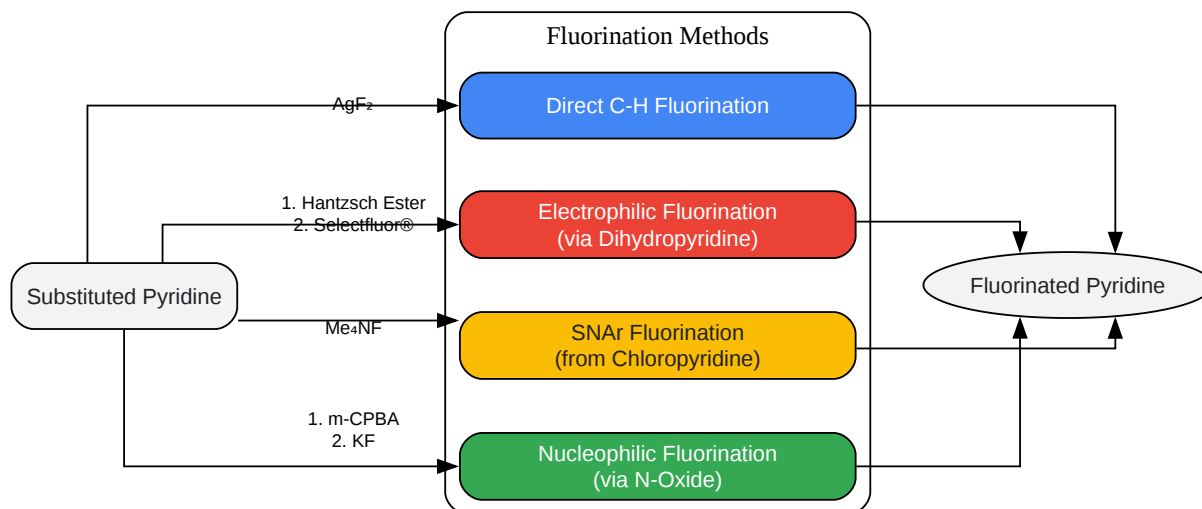 Fluorination Methods
AgF₂
Direct C-H Fluorination
1. Hantzsch Ester
2. Selectfluor®
Electrophilic Fluorination
(via Dihydropyridine)
Substituted Pyridine
Fluorinated Pyridine
Me₄NF
SNAr Fluorination
(from Chloropyridine)
1. m-CPBA
2. KF
Nucleophilic Fluorination
(via N-Oxide)